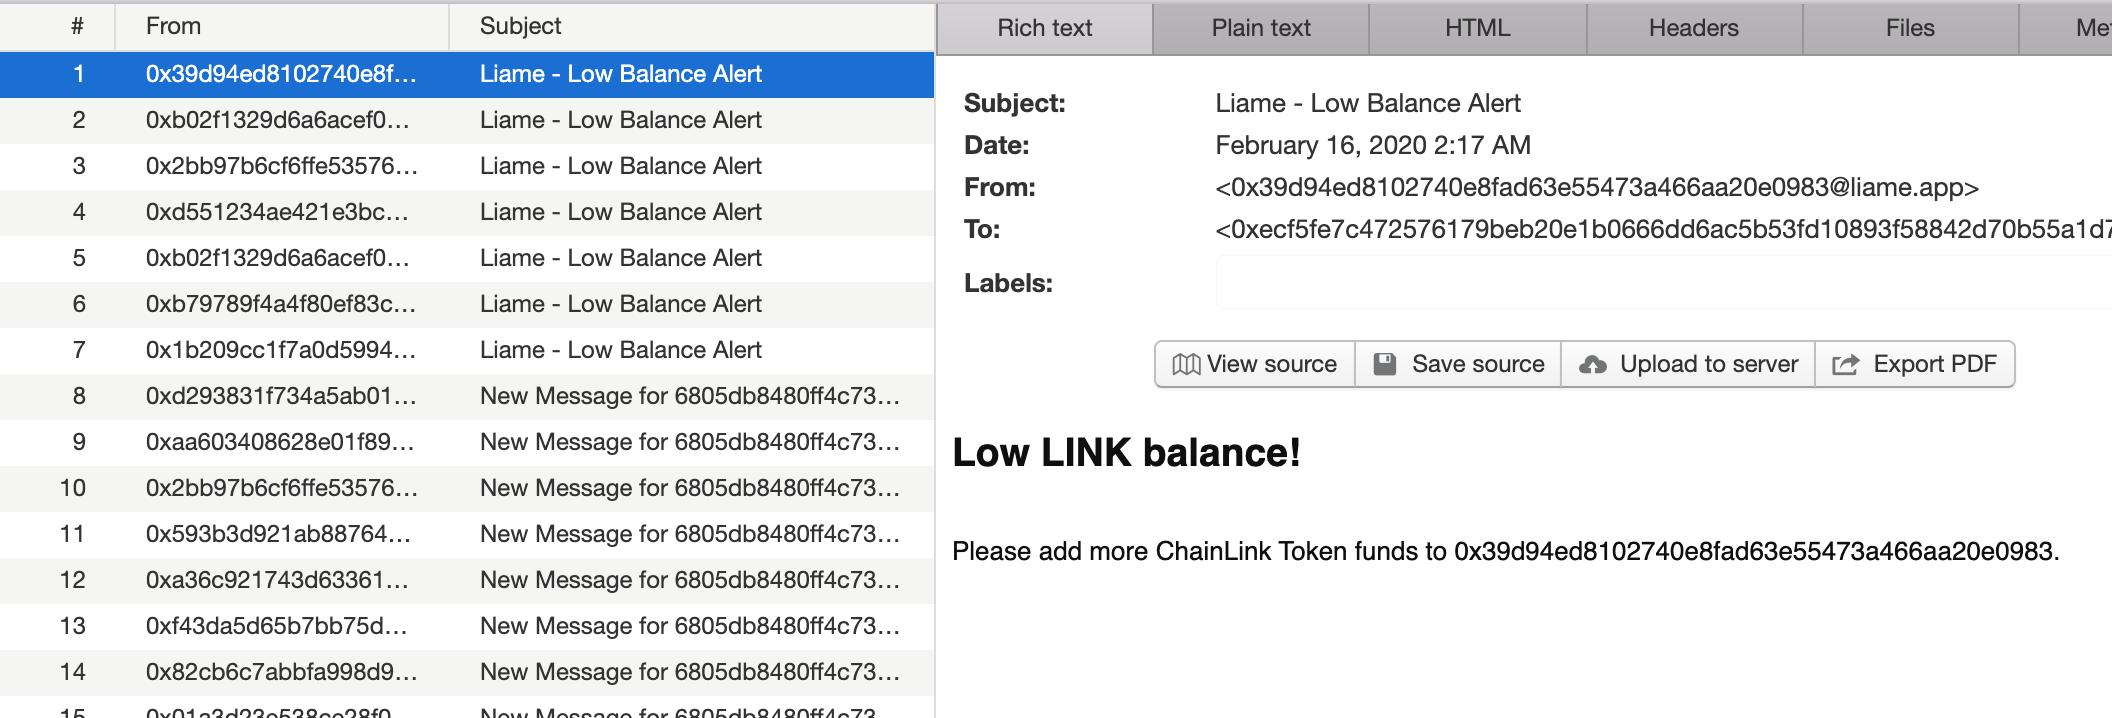 # From Subject
1 0x39d94ed8102740e8f... Liame - Low Balance Alert
2 0xb02f1329d6a6acef0... Liame - Low Balance Alert
3 0x2bb97b6cf6ffe53576... Liame - Low Balance Alert
4 0xd551234ae421e3bc... Liame - Low Balance Alert
5 0xb02f1329d6a6acef0... Liame - Low Balance Alert
6 0xb79789f4a4f80ef83c... Liame - Low Balance Alert
7 0x1b209cc1f7a0d5994... Liame - Low Balance Alert
8 0xd293831f734a5ab01... New Message for 6805db8480ff4c73...
9 0xaa603408628e01f89... New Message for 6805db8480ff4c73...
10 0x2bb97b6cf6ffe53576... New Message for 6805db8480ff4c73...
11 0x593b3d921ab88764... New Message for 6805db8480ff4c73...
12 0xa36c921743d63361... New Message for 6805db8480ff4c73...
13 0xf43da5d65b7bb75d... New Message for 6805db8480ff4c73...
14 0x82cb6c7abbfa998d9... New Message for 6805db8480ff4c73...
15 0x01a3d23e538ce28f0... New Message for 6805db8480ff4c73...
Rich text Plain text HTML Headers Files
Subject: Liame - Low Balance Alert
Date: February 16, 2020 2:17 AM
From: <0x39d94ed8102740e8fad63e55473a466aa20e0983@liame.app>
To: <0xecf5fe7c472576179beb20e1b0666dd6ac5b53fd10893f58842d70b55a1d7
Labels:
View source Save source Upload to server Export PDF
Low LINK balance!
Please add more ChainLink Token funds to 0x39d94ed8102740e8fad63e55473a466aa20e0983.